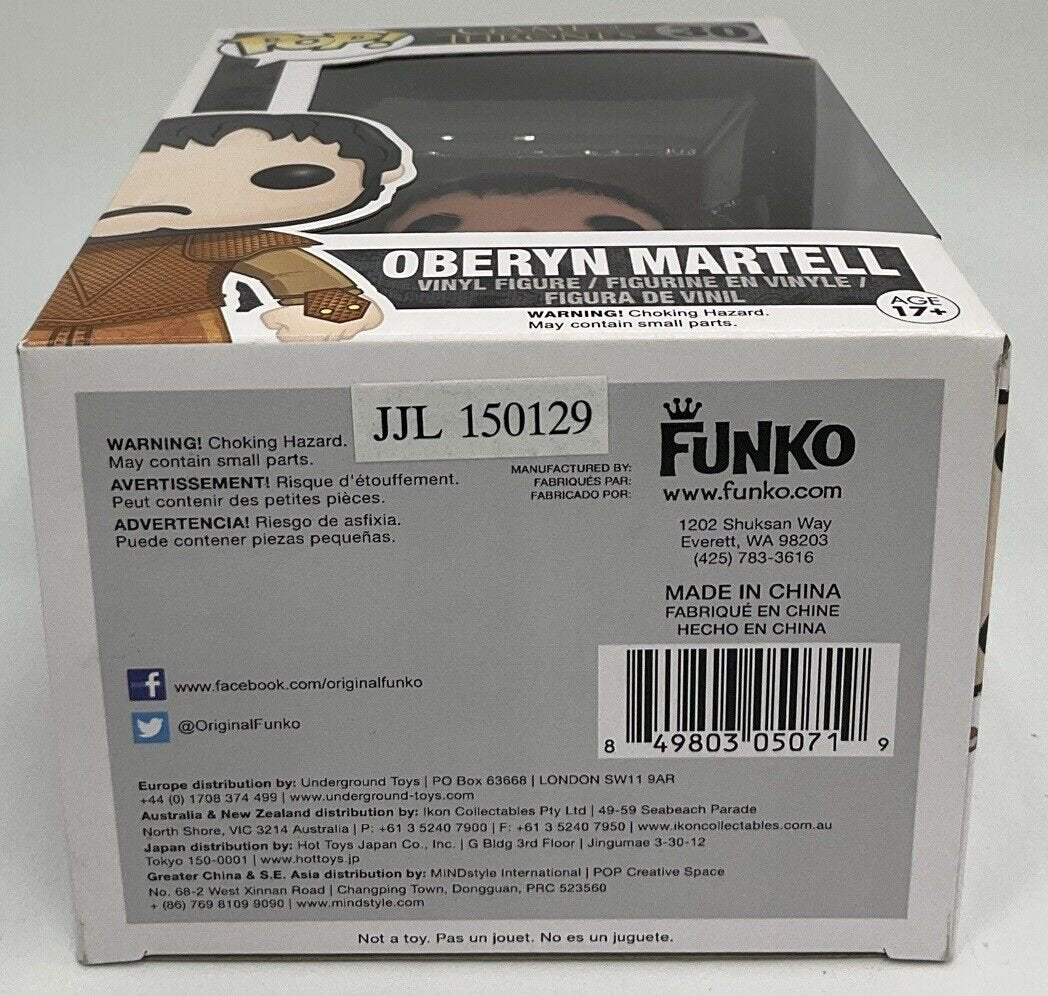 POP!
GAME OF THRONES
30
OBERYN MARTELL
VINYL FIGURE / FIGURINE EN VINYLE /
FIGURA DE VINIL
WARNING! Choking Hazard.
May contain small parts.
AGE
17+
WARNING! Choking Hazard.
May contain small parts.
AVERTISSEMENT! Risque d'étouffement.
Peut contenir des petites pièces.
ADVERTENCIA! Riesgo de asfixia.
Puede contener piezas pequeñas.
JJL 150129
MANUFACTURED BY:
FABRIQUÉS PAR:
FABRICADO POR:
FUNKO
www.funko.com
1202 Shuksan Way
Everett, WA 98203
(425) 783-3616
MADE IN CHINA
FABRIQUÉ EN CHINE
HECHO EN CHINA
f www.facebook.com/originalfunko
@OriginalFunko
8 49803 05071 9
Europe distribution by: Underground Toys | PO Box 63668 | LONDON SW11 9AR
+44 (0) 1708 374 499 | www.underground-toys.com
Australia & New Zealand distribution by: Ikon Collectables Pty Ltd | 49-59 Seabeach Parade
North Shore, VIC 3214 Australia | P: +61 3 5240 7900 | F: +61 3 5240 7950 | www.ikoncollectables.com.au
Japan distribution by: Hot Toys Japan Co., Inc. | G Bldg 3rd Floor | Jingumae 3-30-12
Tokyo 150-0001 | www.hottoys.jp
Greater China & S.E. Asia distribution by: MINDstyle International | POP Creative Space
No. 68-2 West Xinnan Road | Changping Town, Dongguan, PRC 523560
+ (86) 769 8109 9090 | www.mindstyle.com
Not a toy. Pas un jouet. No es un juguete.